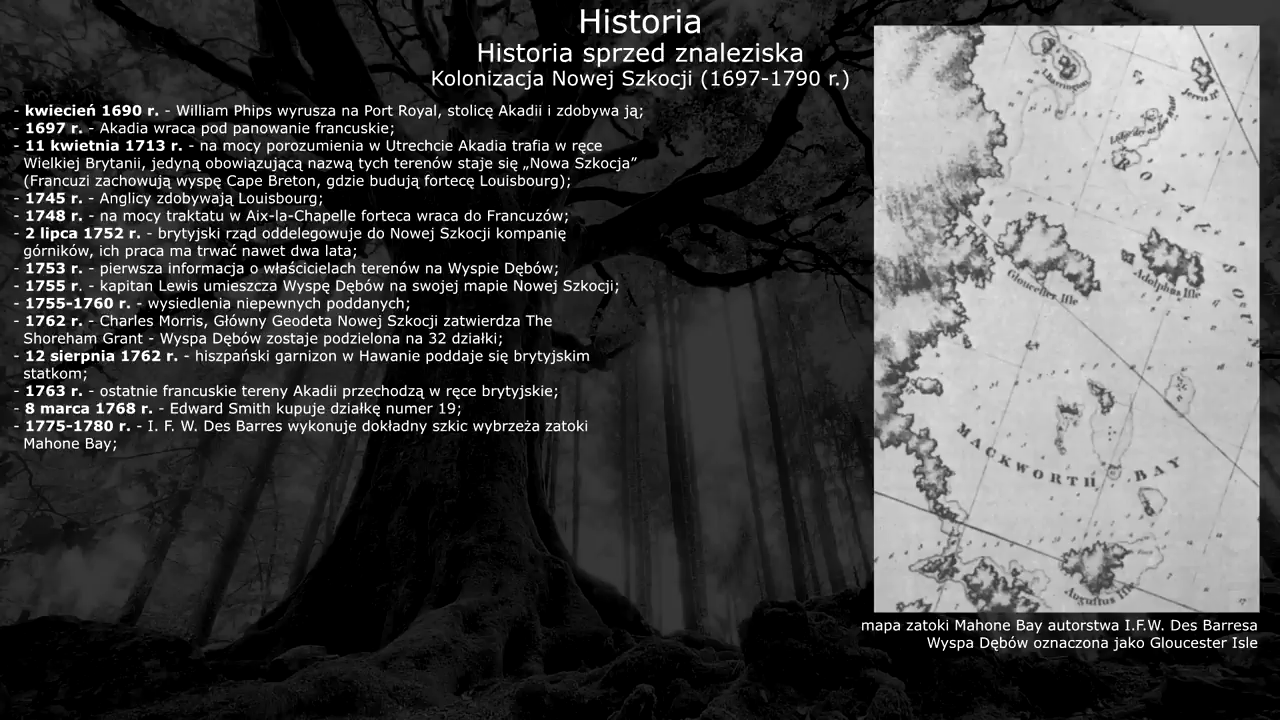 Historia
Historia sprzed znaleziska
Kolonizacja Nowej Szkocji (1697-1790 r.)
- kwiecień 1690 r. - William Phips wyrusza na Port Royal, stolicę Akadii i zdobywa ją;
- 1697 r. - Akadia wraca pod panowanie francuskie;
- 11 kwietnia 1713 r. - na mocy porozumienia w Utrechcie Akadia trafia w ręce
Wielkiej Brytanii, jedyną obowiązującą nazwą tych terenów staje się „Nowa Szkocja”
(Francuzi zachowują wyspę Cape Breton, gdzie budują fortecę Louisbourg);
- 1745 r. - Anglicy zdobywają Louisbourg;
- 1748 r. - na mocy traktatu w Aix-la-Chapelle forteca wraca do Francuzów;
- 2 lipca 1752 r. - brytyjski rząd oddelegowuje do Nowej Szkocji kompanię
górników, ich praca ma trwać nawet dwa lata;
- 1753 r. - pierwsza informacja o właścicielach terenów na Wyspie Dębów;
- 1755 r. - kapitan Lewis umieszcza Wyspę Dębów na swojej mapie Nowej Szkocji;
- 1755-1760 r. - wysiedlenia niepewnych poddanych;
- 1762 r. - Charles Morris, Główny Geodeta Nowej Szkocji zatwierdza The
Shoreham Grant - Wyspa Dębów zostaje podzielona na 32 działki;
- 12 sierpnia 1762 r. - hiszpański garnizon w Hawanie poddaje się brytyjskim
statkom;
- 1763 r. - ostatnie francuskie tereny Akadii przechodzą w ręce brytyjskie;
- 8 marca 1768 r. - Edward Smith kupuje działkę numer 19;
- 1775-1780 r. - I. F. W. Des Barres wykonuje dokładny szkic wybrzeża zatoki
Mahone Bay;
ROYAL
Gloucester Isle
Adolphus Isle
MACKWORTH BAY
Augustus Isle
mapa zatoki Mahone Bay autorstwa I.F.W. Des Barresa
Wyspa Dębów oznaczona jako Gloucester Isle